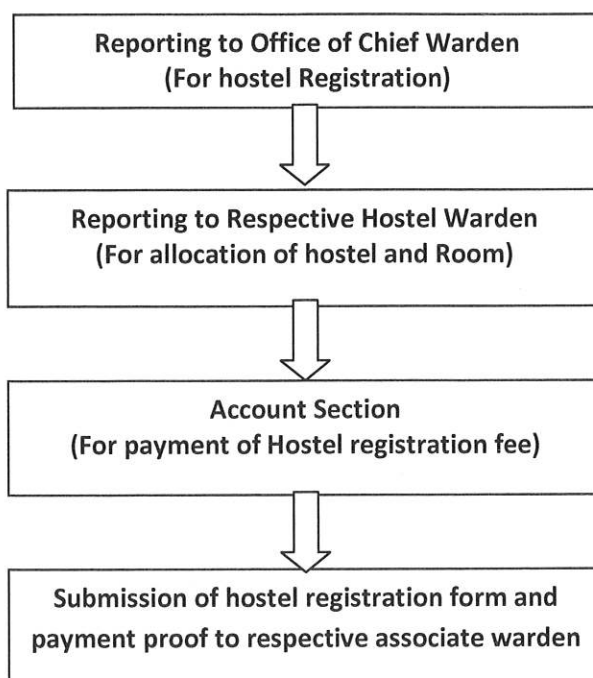 Reporting to Office of Chief Warden
(For hostel Registration)
Reporting to Respective Hostel Warden
(For allocation of hostel and Room)
Account Section
(For payment of Hostel registration fee)
Submission of hostel registration form and
payment proof to respective associate warden